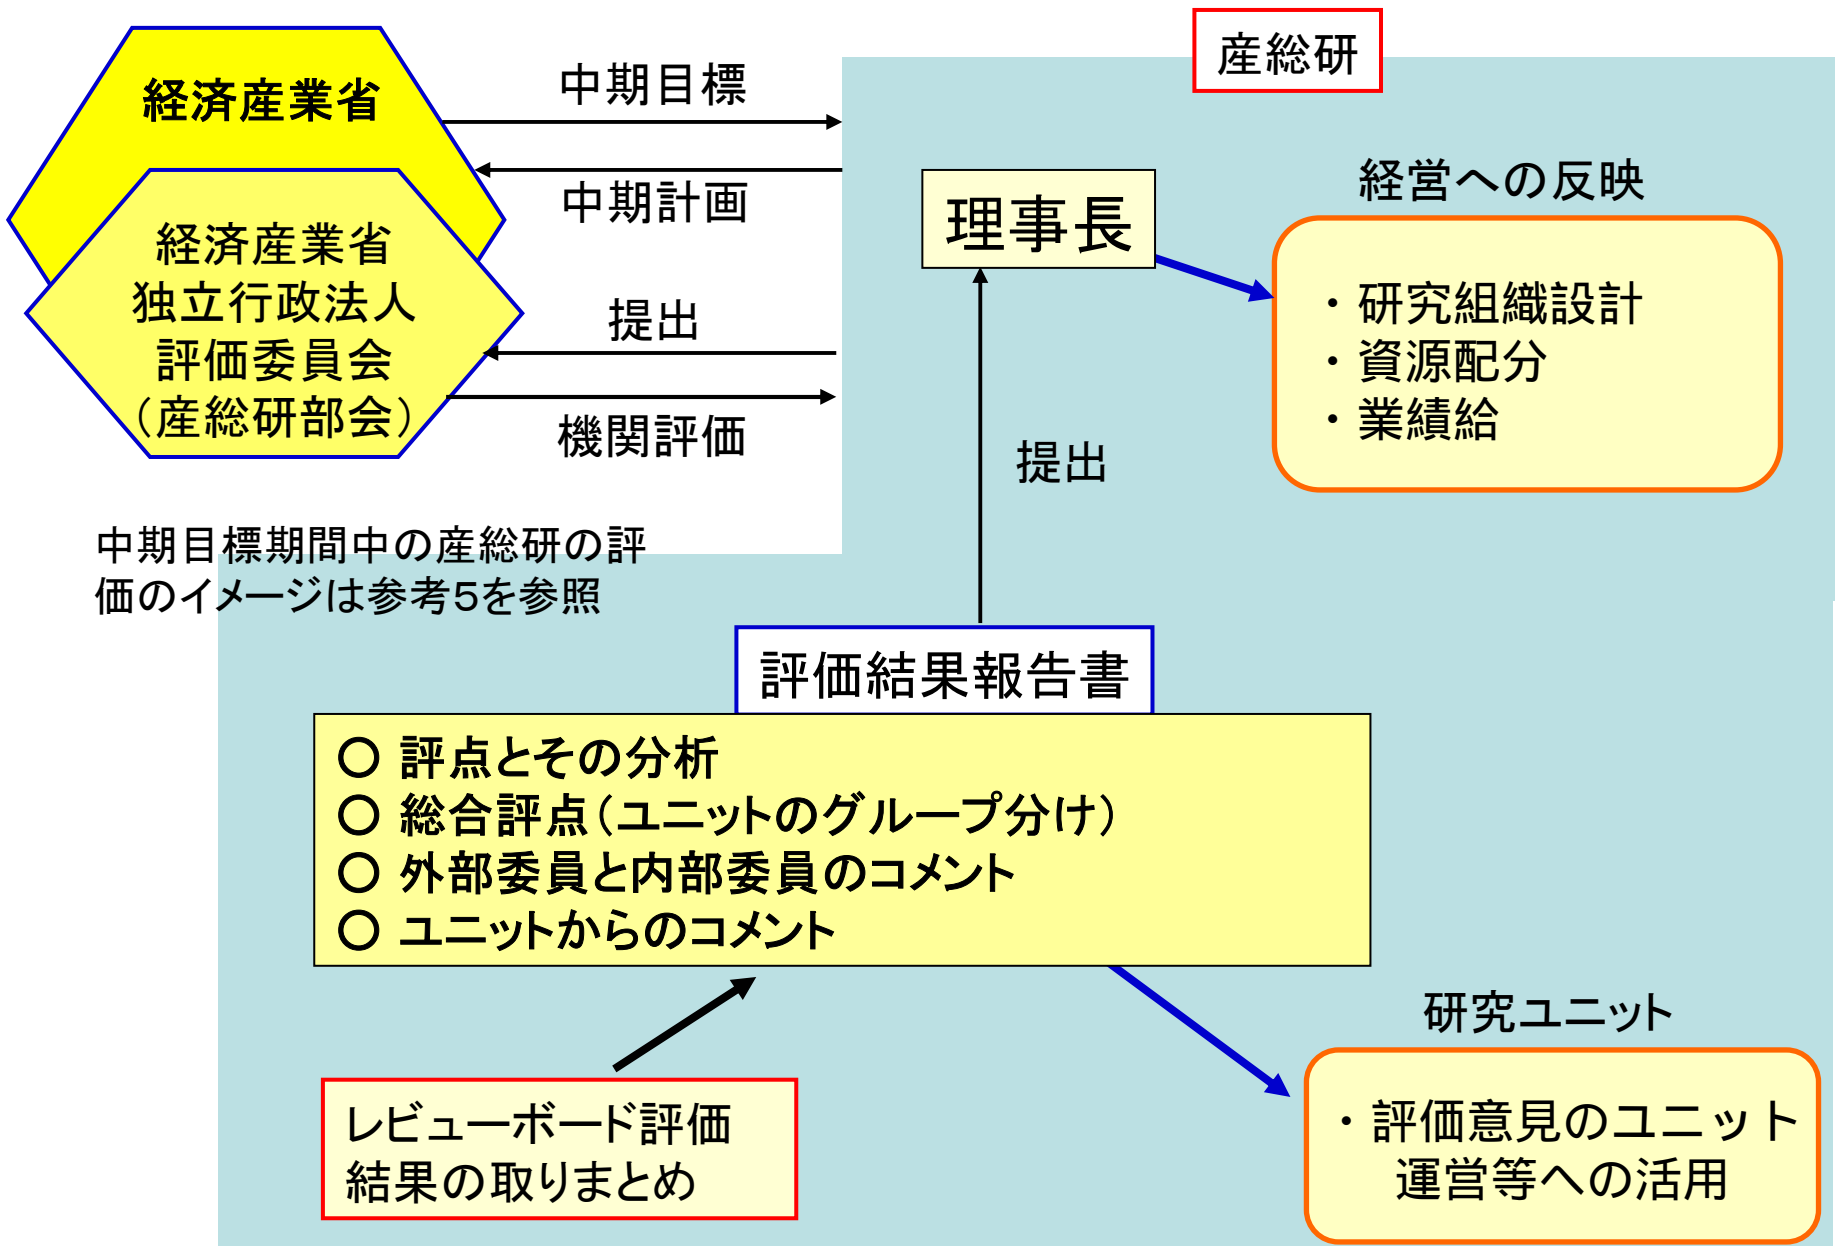 産総研
経済産業省
中期目標
中期計画
経済産業省
独立行政法人
評価委員会
（産総研部会）
提出
機関評価
理事長
経営への反映
・研究組織設計
・資源配分
・業績給
提出
中期目標期間中の産総研の評
価のイメージは参考５を参照
評価結果報告書
○ 評点とその分析
○ 総合評点（ユニットのグループ分け）
○ 外部委員と内部委員のコメント
○ ユニットからのコメント
レビューボード評価
結果の取りまとめ
研究ユニット
・評価意見のユニット
運営等への活用